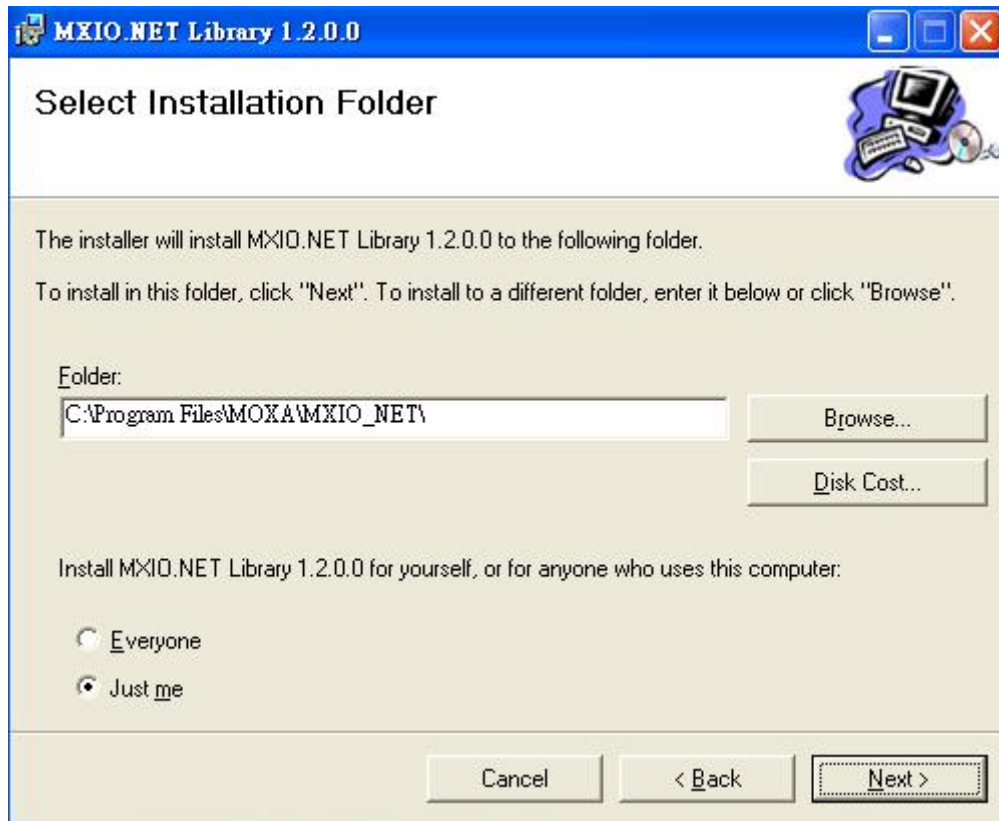 MXIO.NET Library 1.2.0.0
Select Installation Folder
The installer will install MXIO.NET Library 1.2.0.0 to the following folder.
To install in this folder, click "Next". To install to a different folder, enter it below or click "Browse".
Folder:
C:\Program Files\MOXA\MXIO_NET\
Browse...
Disk Cost...
Install MXIO.NET Library 1.2.0.0 for yourself, or for anyone who uses this computer:
Everyone
Just me
Cancel
< Back
Next >